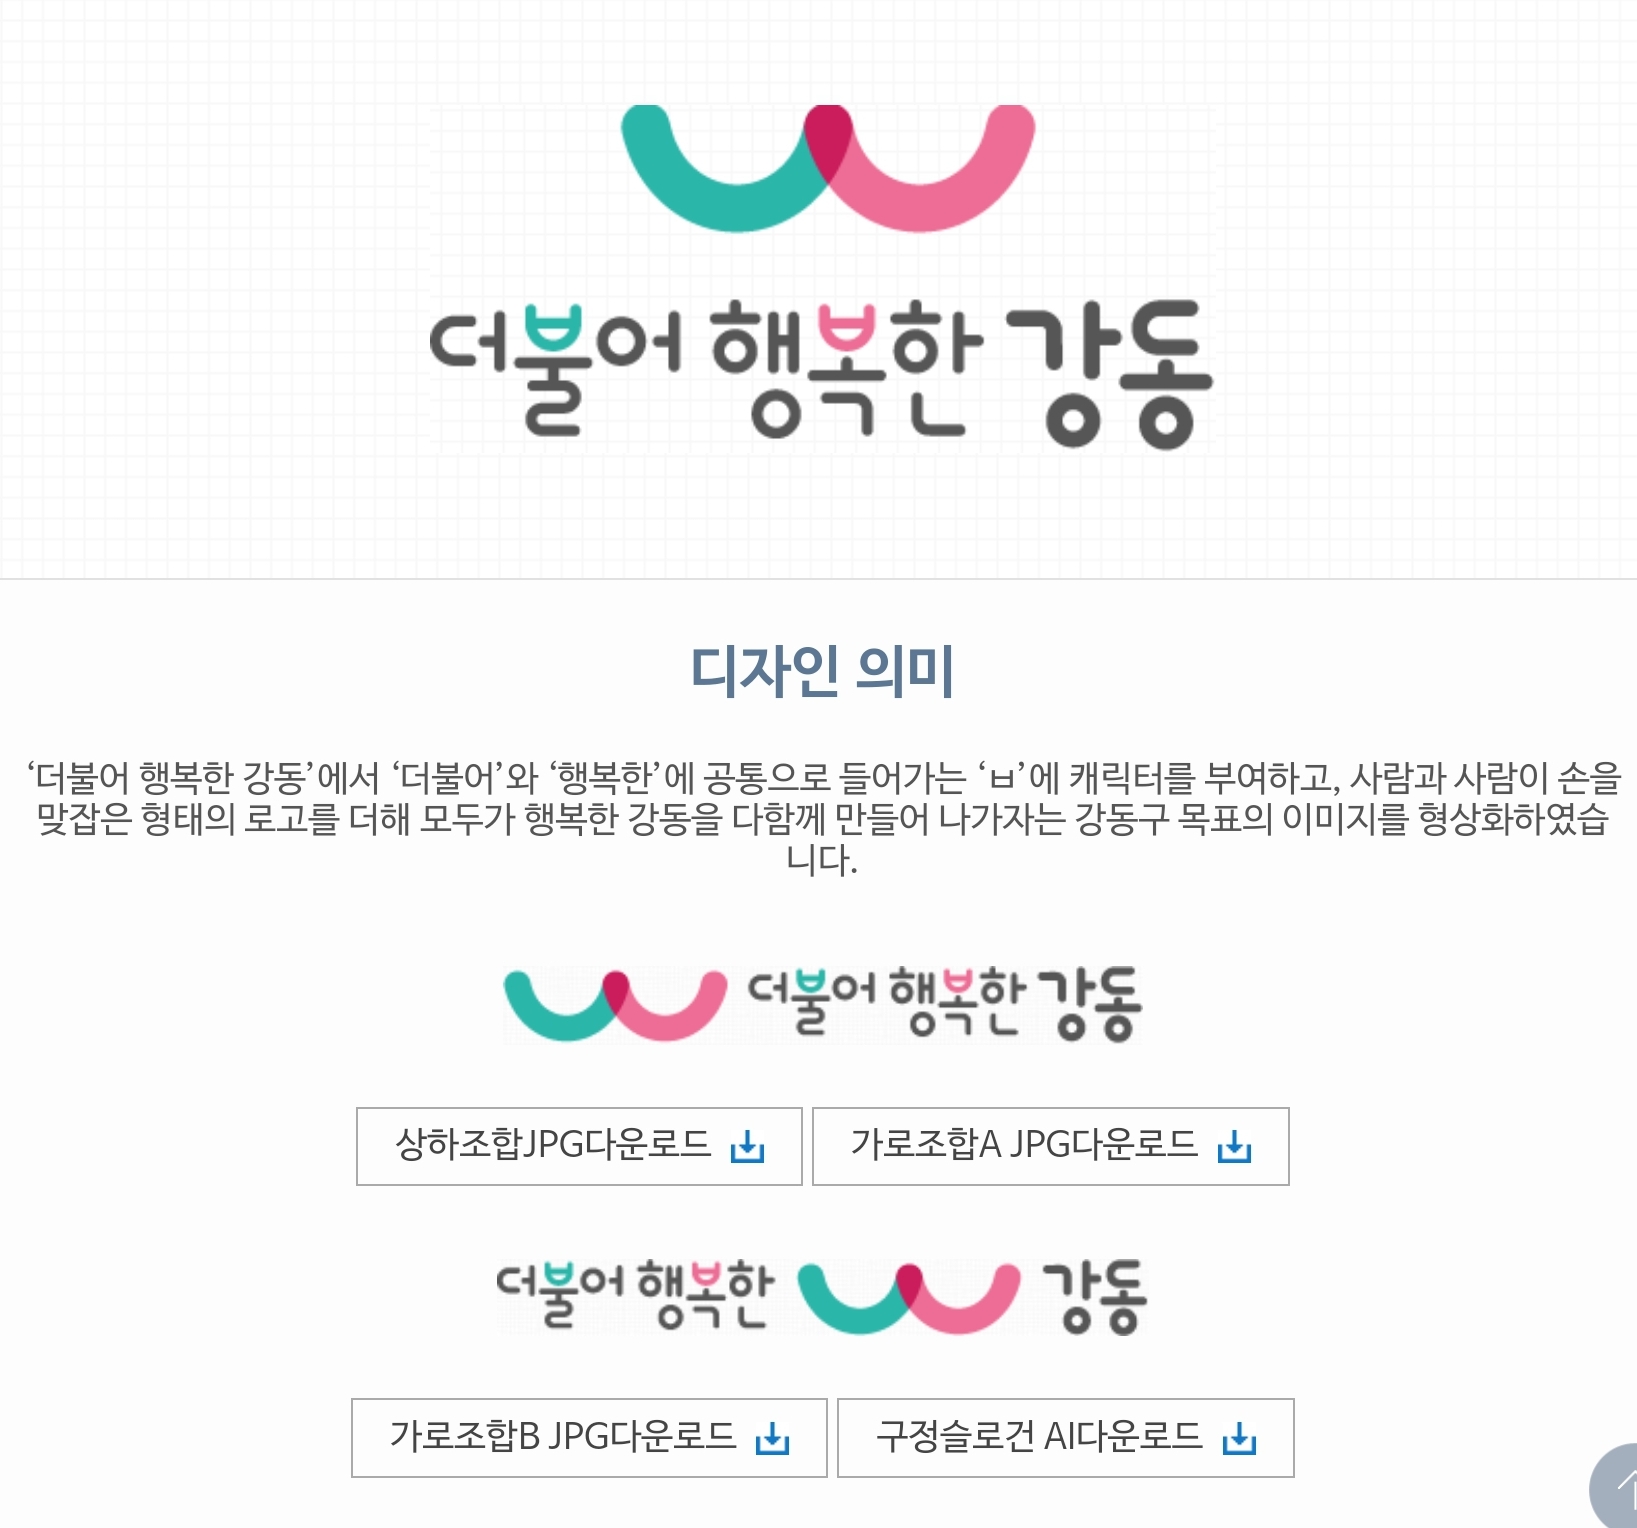 더불어 행복한 강동
디자인 의미
‘더불어 행복한 강동’에서 ‘더불어’와 ‘행복한’에 공통으로 들어가는 ‘ㅂ’에 캐릭터를 부여하고, 사람과 사람이 손을
맞잡은 형태의 로고를 더해 모두가 행복한 강동을 다함께 만들어 나가자는 강동구 목표의 이미지를 형상화하였습
니다.
더불어 행복한 강동
상하조합JPG다운로드
가로조합A JPG다운로드
더불어 행복한 강동
가로조합B JPG다운로드
구정슬로건 AI다운로드